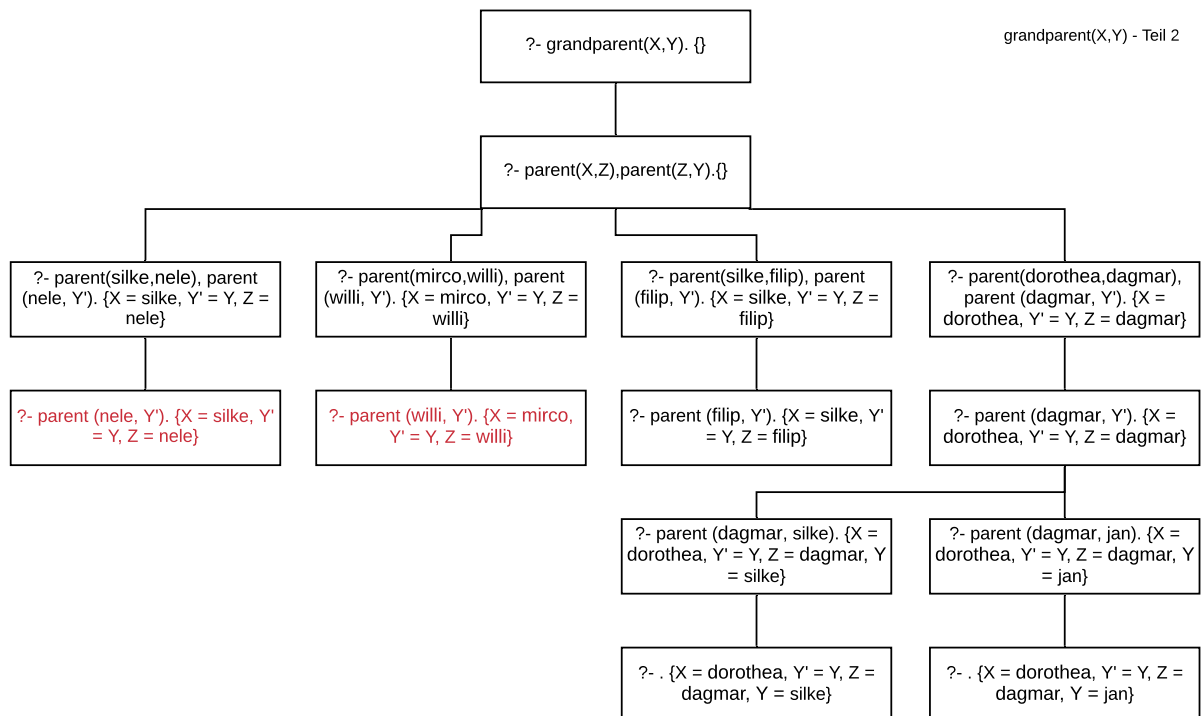 ?- grandparent(X,Y). {}
grandparent(X,Y) - Teil 2
?- parent(X,Z),parent(Z,Y).{}
?- parent(silke,nele), parent
(nele, Y'). {X = silke, Y' = Y, Z =
nele}
?- parent(mirco,willi), parent
(willi, Y'). {X = mirco, Y' = Y, Z =
willi}
?- parent(silke,filip), parent
(filip, Y'). {X = silke, Y' = Y, Z =
filip}
?- parent(dorothea,dagmar),
parent (dagmar, Y'). {X =
dorothea, Y' = Y, Z = dagmar}
?- parent (nele, Y'). {X = silke, Y'
= Y, Z = nele}
?- parent (willi, Y'). {X = mirco,
Y' = Y, Z = willi}
?- parent (filip, Y'). {X = silke, Y'
= Y, Z = filip}
?- parent (dagmar, Y'). {X =
dorothea, Y' = Y, Z = dagmar}
?- parent (dagmar, silke). {X =
dorothea, Y' = Y, Z = dagmar, Y
= silke}
?- parent (dagmar, jan). {X =
dorothea, Y' = Y, Z = dagmar, Y
= jan}
?- . {X = dorothea, Y' = Y, Z =
dagmar, Y = silke}
?- . {X = dorothea, Y' = Y, Z =
dagmar, Y = jan}